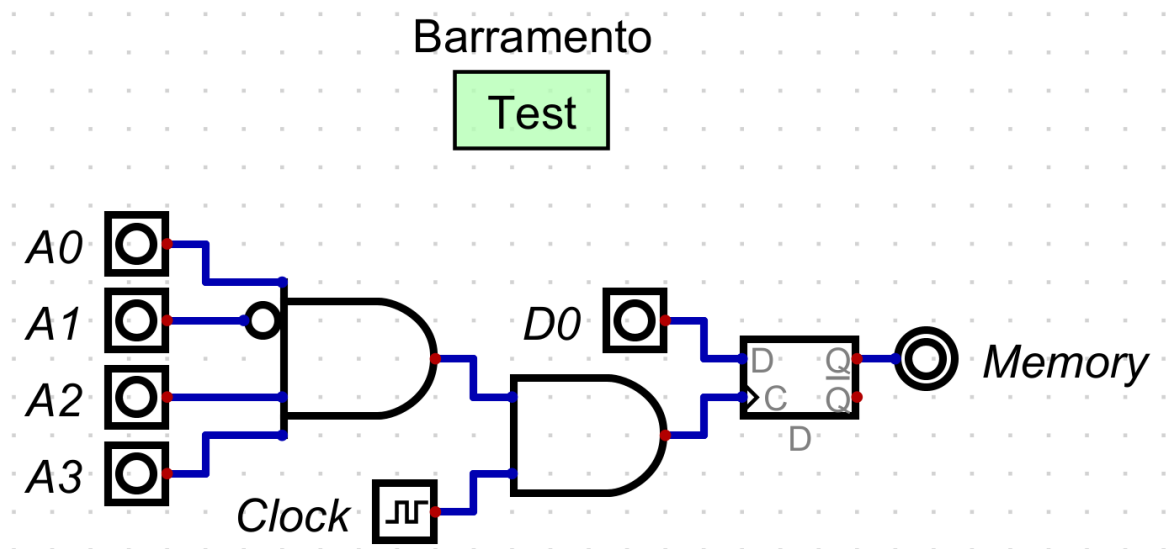 Barramento
Test
A0
A1
D0
D Q
Memory
A2
C Q
D
A3
Clock